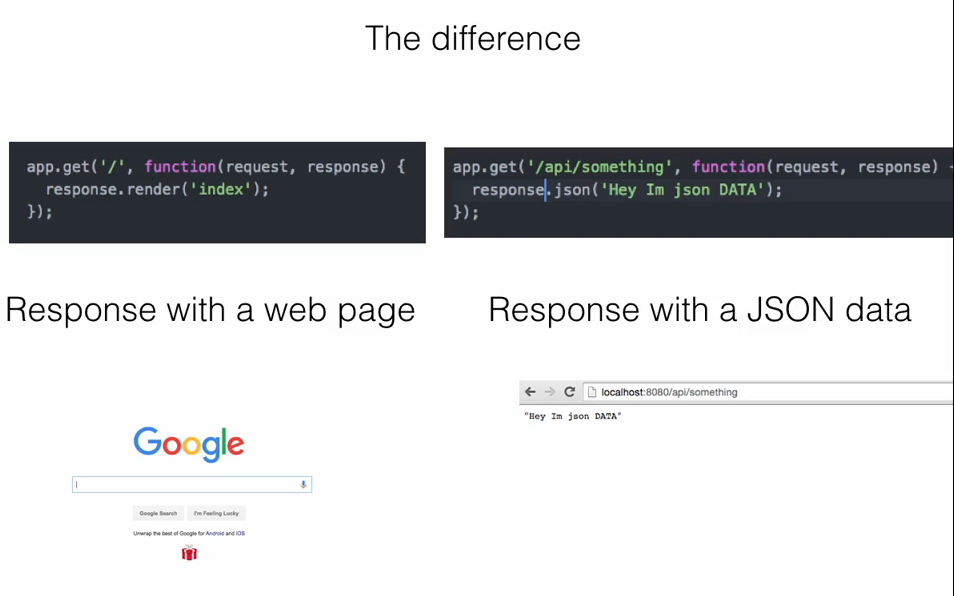 The difference
app.get('/', function(request, response) {
response.render('index');
});
app.get('/api/something', function(request, response) {
response.json('Hey Im json DATA');
});
Response with a web page
Response with a JSON data
Google
Google Search
I'm Feeling Lucky
Unwrap the best of Google for Android and iOS
localhost:8080/api/something
"Hey Im json DATA"